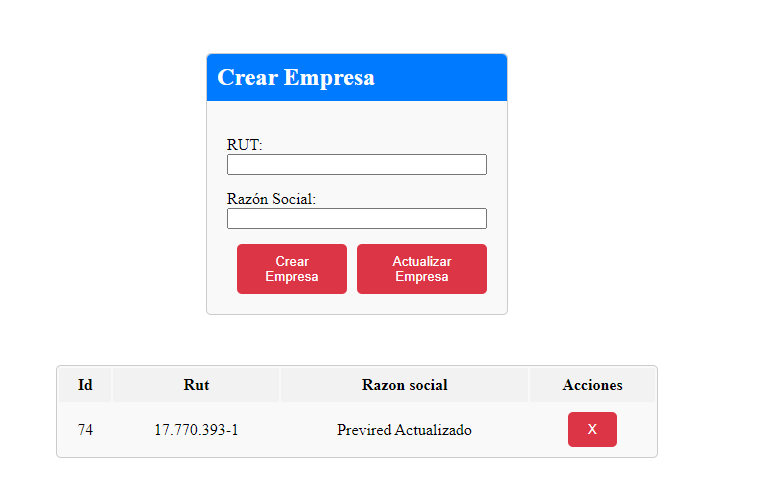 Crear Empresa
RUT:
Razón Social:
Crear Empresa
Actualizar Empresa
Id Rut Razon social Acciones
74 17.770.393-1 Previred Actualizado X